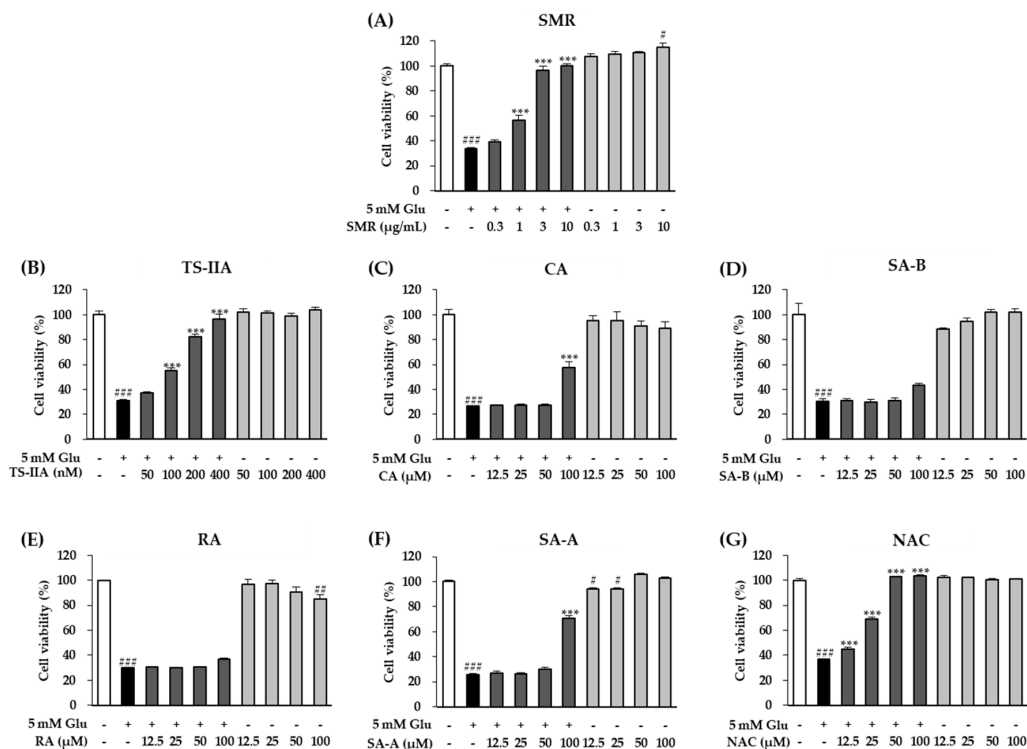 (A) SMR
Cell viability (%)
120
100
80
60
40
20
0
### *** *** *** #
5 mM Glu - + + + + + - - - -
SMR (µg/mL) - - 0.3 1 3 10 0.3 1 3 10
(B) TS-IIA
Cell viability (%)
120
100
80
60
40
20
0
### *** *** ***
5 mM Glu - + + + + + - - - -
TS-IIA (nM) - - 50 100 200 400 50 100 200 400
(C) CA
Cell viability (%)
120
100
80
60
40
20
0
### ***
5 mM Glu - + + + + + - - - -
CA (µM) - - 12.5 25 50 100 12.5 25 50 100
(D) SA-B
Cell viability (%)
120
100
80
60
40
20
0
###
5 mM Glu - + + + + + - - - -
SA-B (µM) - - 12.5 25 50 100 12.5 25 50 100
(E) RA
Cell viability (%)
120
100
80
60
40
20
0
### ##
5 mM Glu - + + + + + - - - -
RA (µM) - - 12.5 25 50 100 12.5 25 50 100
(F) SA-A
Cell viability (%)
120
100
80
60
40
20
0
### *** # #
5 mM Glu - + + + + + - - - -
SA-A (µM) - - 12.5 25 50 100 12.5 25 50 100
(G) NAC
Cell viability (%)
120
100
80
60
40
20
0
### *** *** *** ***
5 mM Glu - + + + + + - - - -
NAC (µM) - - 12.5 25 50 100 12.5 25 50 100